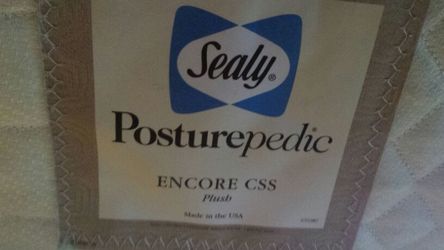 Sealy®
Posturepedic
ENCORE CSS
Plush
Made in the USA